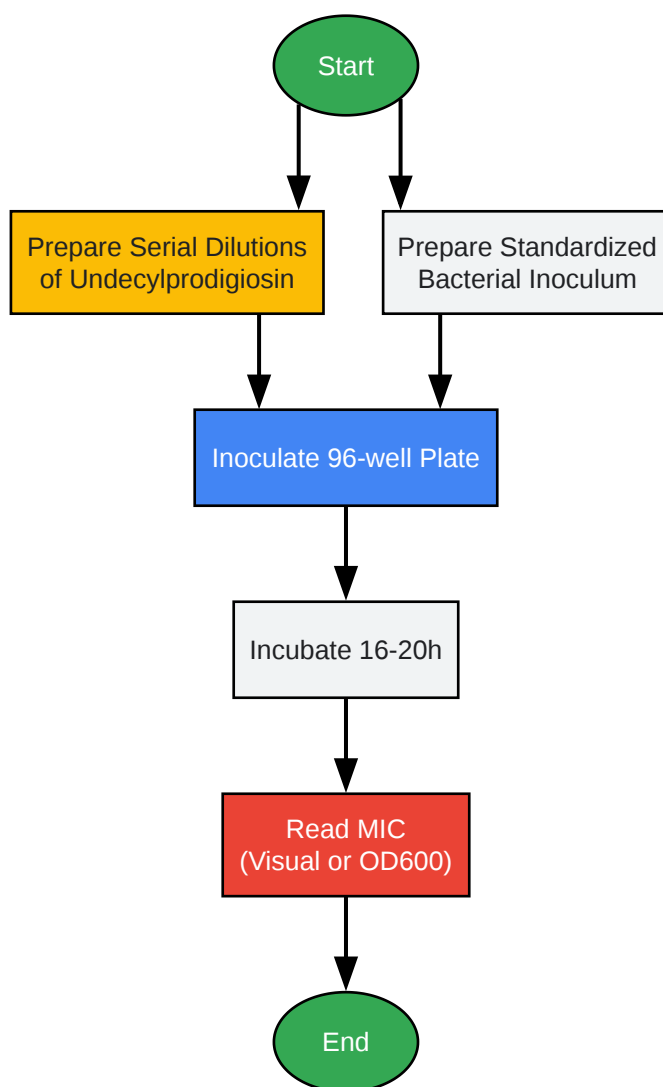 Start
Prepare Serial Dilutions
of Undecylprodigiosin
Prepare Standardized
Bacterial Inoculum
Inoculate 96-well Plate
Incubate 16-20h
Read MIC
(Visual or OD600)
End